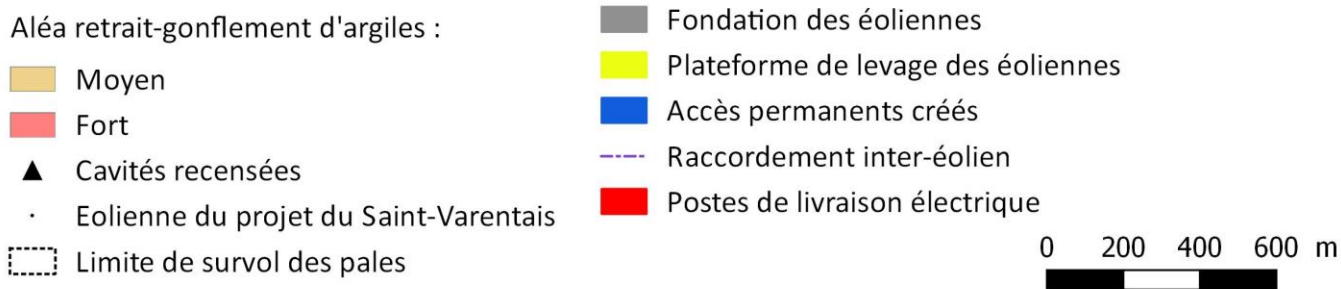 Aléa retrait-gonflement d'argiles :
Moyen
Fort
Cavités recensées
Eolienne du projet du Saint-Varentais
Limite de survol des pales
Fondation des éoliennes
Plateforme de levage des éoliennes
Accès permanents créés
Raccordement inter-éolien
Postes de livraison électrique
0 200 400 600 m